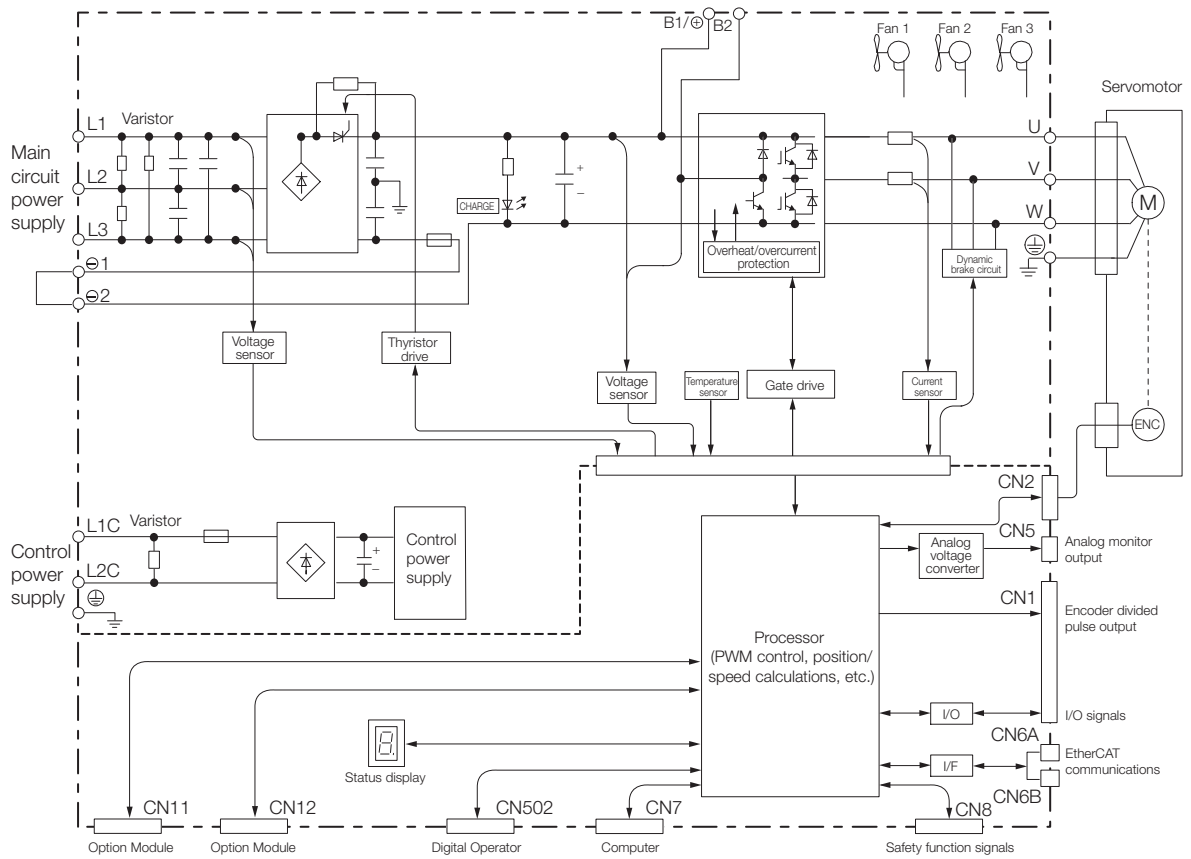 B1/⊕ B2
Fan 1
Fan 2
Fan 3
Servomotor
Main
circuit
power
supply
L1
Varistor
L2
L3
⊖1
⊖2
CHARGE
+
–
Overheat/overcurrent
protection
U
V
W
M
Dynamic
brake circuit
Voltage
sensor
Thyristor
drive
Voltage
sensor
Temperature
sensor
Gate drive
Current
sensor
ENC
Control
power
supply
L1C
Varistor
L2C
+
–
Control
power
supply
CN2
CN5
Analog
voltage
converter
Analog monitor
output
CN1
Encoder divided
pulse output
Processor
(PWM control, position/
speed calculations, etc.)
I/O
I/O signals
CN6A
I/F
EtherCAT
communications
CN6B
8.
Status display
CN11
CN12
CN502
CN7
CN8
Option Module
Option Module
Digital Operator
Computer
Safety function signals